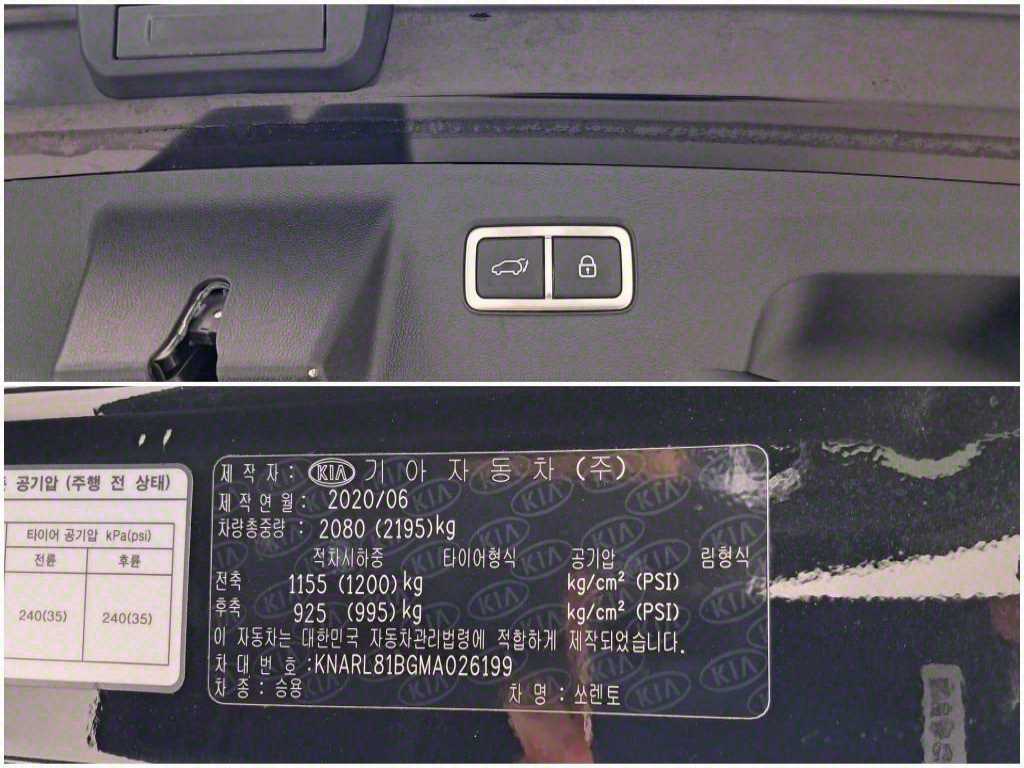 공기압 (주행 전 상태)
타이어 공기압 kPa(psi)
전륜 후륜
240(35) 240(35)
제 작 자 : KIA 기 아 자 동 차 (주)
제 작 연 월 : 2020/06
차량총중량 : 2080 (2195)kg
적차시하중 타이어형식 공기압 림형식
전축 1155 (1200)kg kg/cm² (PSI)
후축 925 (995)kg kg/cm² (PSI)
이 자동차는 대한민국 자동차관리법령에 적합하게 제작되었습니다.
차 대 번 호 :KNARL81BGMA026199
차 종 : 승용 차 명 : 쏘렌토